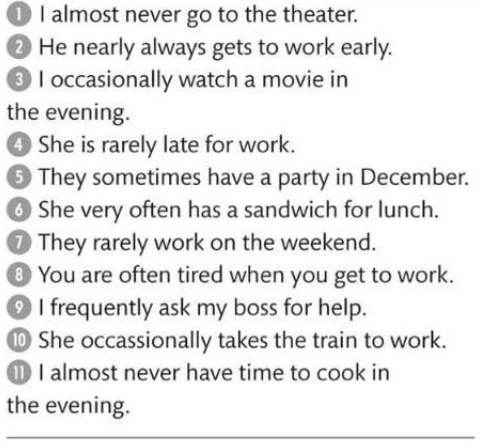 1 I almost never go to the theater.
2 He nearly always gets to work early.
3 I occasionally watch a movie in
the evening.
4 She is rarely late for work.
5 They sometimes have a party in December.
6 She very often has a sandwich for lunch.
7 They rarely work on the weekend.
8 You are often tired when you get to work.
9 I frequently ask my boss for help.
10 She occassionally takes the train to work.
11 I almost never have time to cook in
the evening.